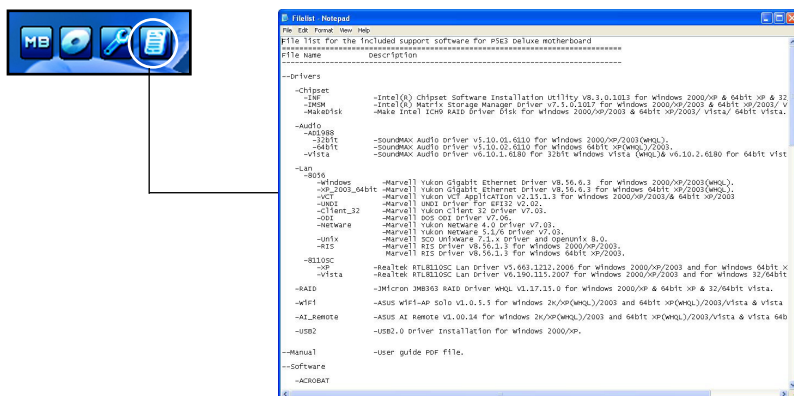 MB
Filelist - Notepad
File Edit Format View Help
File list for the included support software for P5E3 Deluxe motherboard
========================================================================
File Name Description
------------------------------------------------------------------------
--Drivers
-Chipset
-INF -Intel(R) Chipset Software Installation Utility V8.3.0.1013 for Windows 2000/XP & 64bit XP & 32
-IMSM -Intel(R) Matrix Storage Manager Driver V7.5.0.1017 for Windows 2000/XP/2003 & 64bit XP/2003/ V
-MakeDisk -Make Intel ICH9 RAID Driver Disk for Windows 2000/XP/2003 & 64bit XP/2003/ Vista/ 64bit Vista.
-Audio
-AD1988
-32bit -SoundMAX Audio Driver v5.10.01.6110 for Windows 2000/XP/2003(WHQL).
-64bit -SoundMAX Audio Driver v5.10.02.6110 for Windows 64bit XP(WHQL)/2003.
-Vista -SoundMAX Audio Driver v6.10.1.6180 for 32bit Windows Vista (WHQL)& v6.10.2.6180 for 64bit Vist
-Lan
-8056
-Windows -Marvell Yukon Gigabit Ethernet Driver V8.56.6.3 for Windows 2000/XP/2003(WHQL).
-XP_2003_64bit -Marvell Yukon Gigabit Ethernet Driver V8.56.6.3 for Windows 64bit XP/2003(WHQL).
-VCT -Marvell Yukon VCT Application V2.15.1.3 for Windows 2000/XP/2003/& 64bit XP/2003
-UNDI -Marvell UNDI Driver for EFI32 V2.02.
-Client_32 -Marvell Yukon Client 32 Driver V7.03.
-ODI -Marvell DOS ODI Driver V7.06.
-Netware -Marvell Yukon Netware 4.0 Driver V7.03.
-Marvell Yukon Netware 5.1/6 Driver V7.03.
-Unix -Marvell SCO UnixWare 7.1.x Driver and OpenUnix 8.0.
-RIS -Marvell RIS Driver V8.56.1.3 for Windows 2000/XP/2003.
Marvell RIS Driver V8.56.1.3 for Windows 64bit XP/2003.
-8110SC
-XP -Realtek RTL8110SC Lan Driver V5.663.1212.2006 for Windows 2000/XP/2003 and for Windows 64bit X
-Vista -Realtek RTL8110SC Lan Driver V6.190.115.2007 for Windows 2000/XP/2003 and for Windows 32/64bit
-RAID -JMicron JMB363 RAID Driver WHQL V1.17.15.0 for Windows 2000/XP & 64bit XP & 32/64bit Vista.
-WiFi -ASUS WiFi-AP Solo V1.0.5.5 for Windows 2K/XP(WHQL)/2003 and 64bit XP(WHQL)/2003/Vista & Vista
-AI_Remote -ASUS AI Remote V1.00.14 for Windows 2K/XP(WHQL)/2003 and 64bit XP(WHQL)/2003/Vista & Vista 64b
-USB2 -USB2.0 Driver Installation for Windows 2000/XP.
--Manual -User guide PDF file.
--Software
-ACROBAT